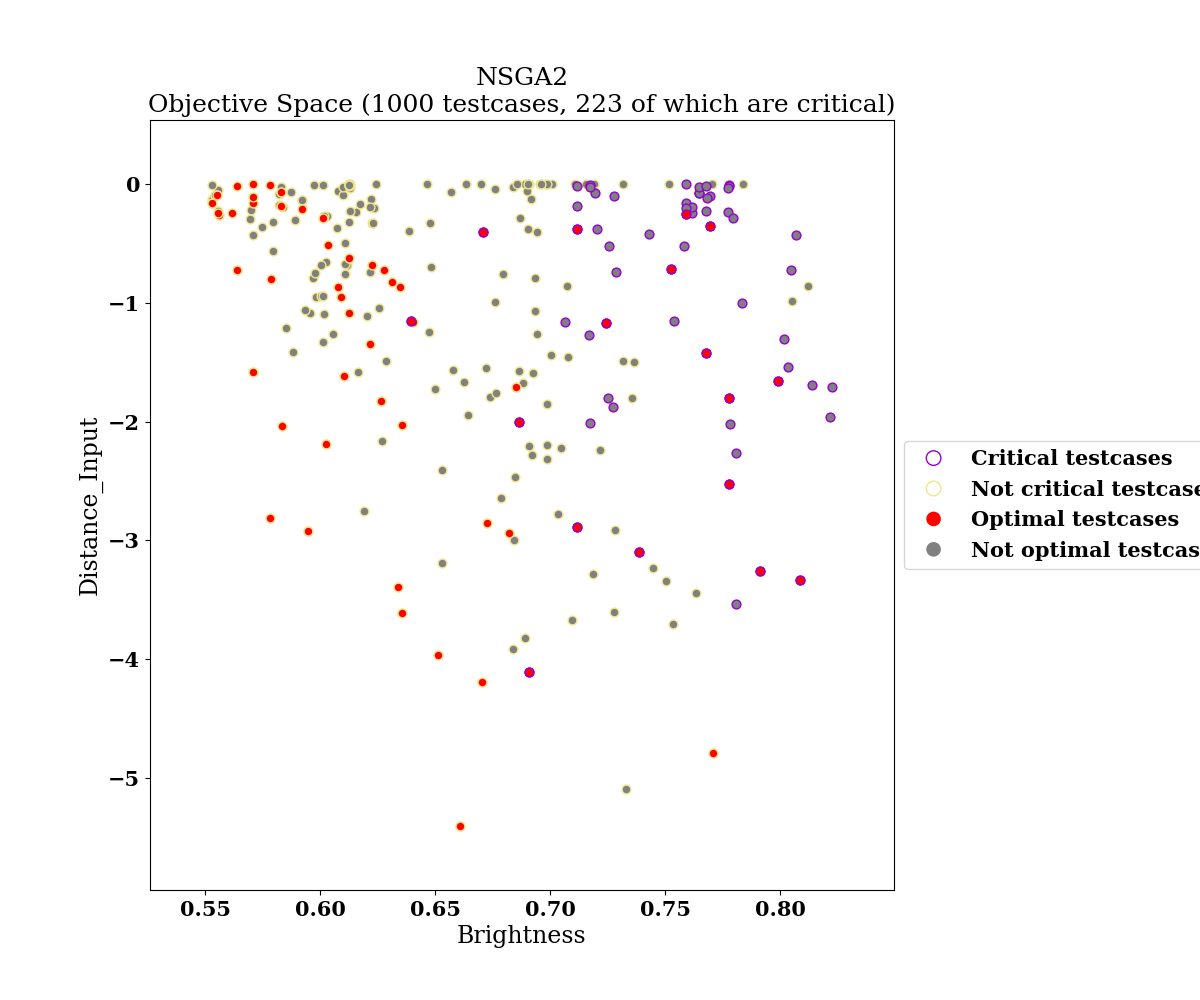 NSGA2
Objective Space (1000 testcases, 223 of which are critical)
0
−1
−2
−3
−4
−5
Distance_Input
0.55 0.60 0.65 0.70 0.75 0.80
Brightness
Critical testcases
Not critical testcase
Optimal testcases
Not optimal testcas